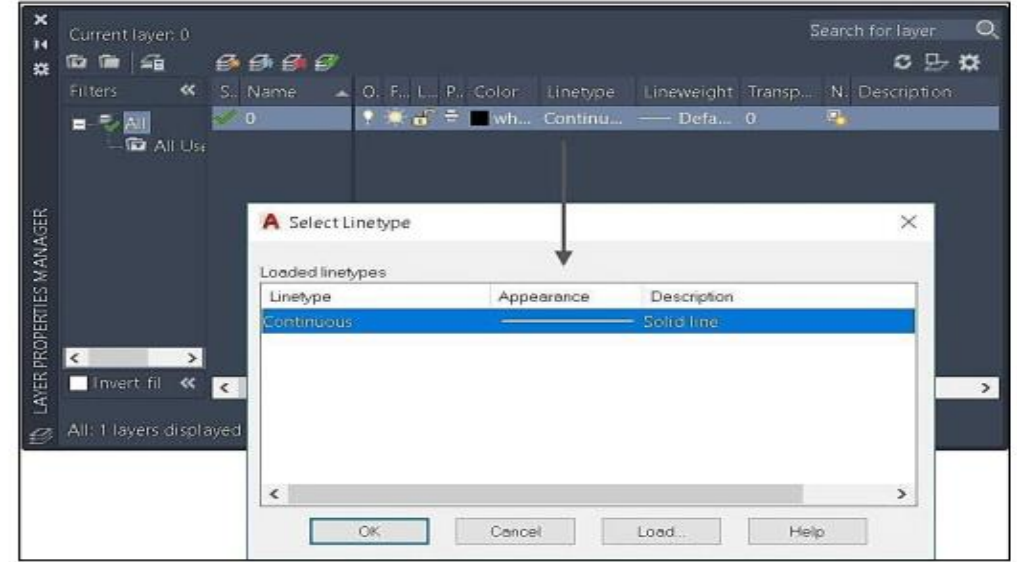 Current layer: 0
Search for layer
Filters « S.. Name O. F... L... P... Color Linetype Lineweight Transp... N. Description
All 0 wh... Continu... Defa... 0
All Use
LAYER PROPERTIES MANAGER
A Select Linetype
Loaded linetypes
Linetype Appearance Description
Continuous Solid line
Invert fil «
All: 1 layers displayed
OK Cancel Load... Help